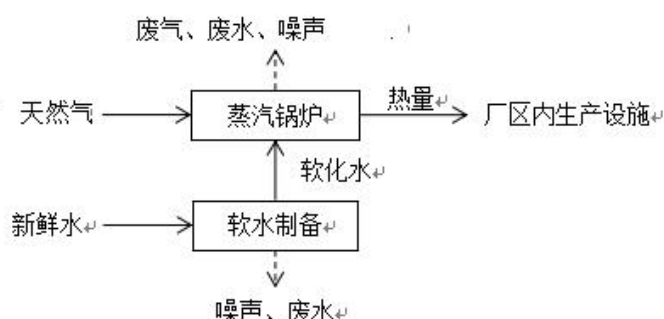 废气、废水、噪声
天然气
蒸汽锅炉
热量
厂区内生产设施
软化水
新鲜水
软水制备
噪声、废水